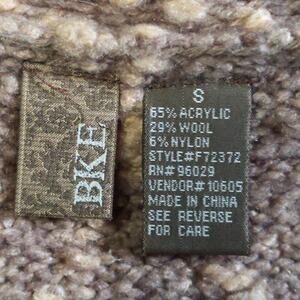 BKE
S
65% ACRYLIC
29% WOOL
6% NYLON
STYLE#F72372
RN#96029
VENDOR#10605
MADE IN CHINA
SEE REVERSE
FOR CARE